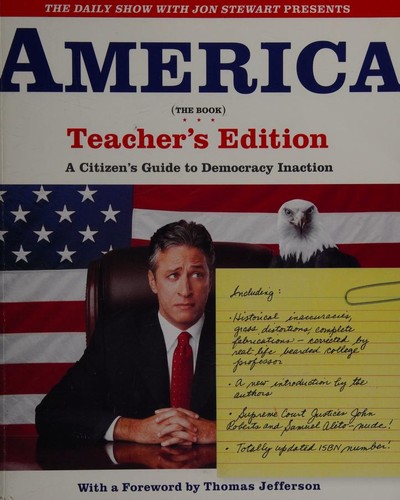 THE DAILY SHOW WITH JON STEWART PRESENTS
AMERICA
(THE BOOK)
Teacher's Edition
A Citizen's Guide to Democracy Inaction
Including:
• Historical inaccuracies,
gross distortions, complete
fabrications — corrected by
real life bearded college
professor
• A new introduction by the
authors
• Supreme Court Justices John
Roberts and Samuel Alito – nude!
• Totally updated ISBN number!
With a Foreword by Thomas Jefferson